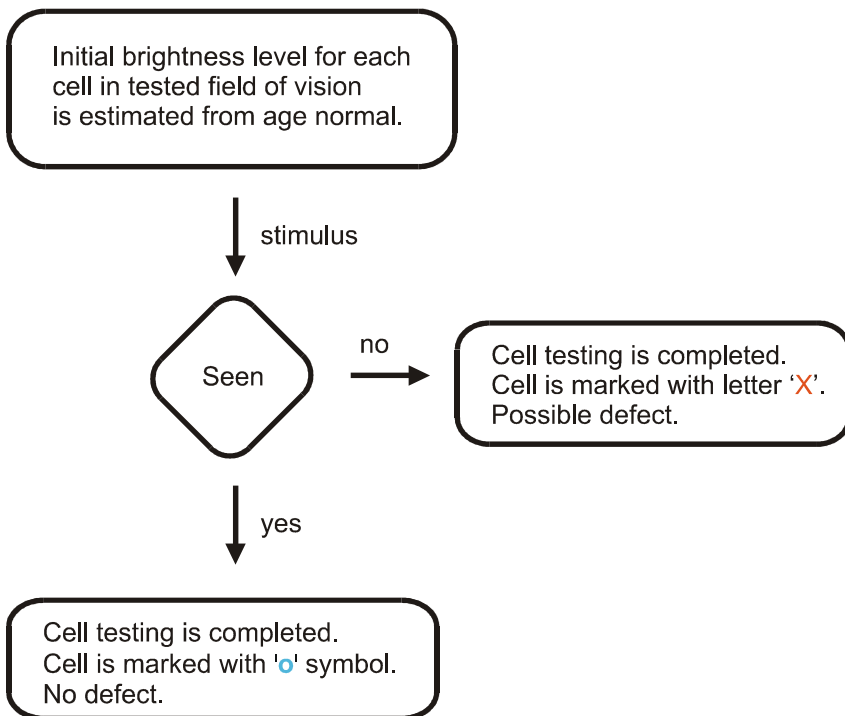 Initial brightness level for each
cell in tested field of vision
is estimated from age normal.
stimulus
Seen
no
Cell testing is completed.
Cell is marked with letter ‘X’.
Possible defect.
yes
Cell testing is completed.
Cell is marked with 'o' symbol.
No defect.